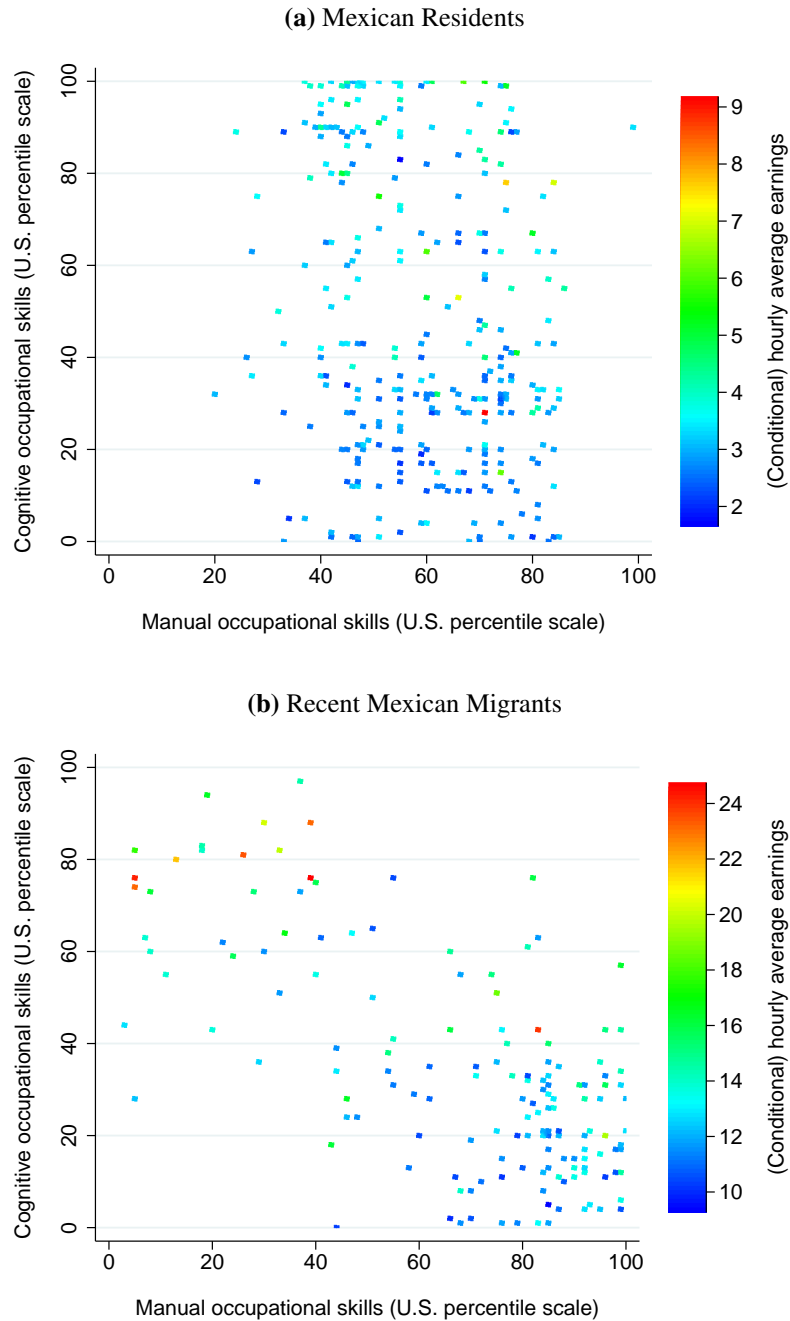 (a) Mexican Residents
Cognitive occupational skills (U.S. percentile scale)
100
80
60
40
20
0
0 20 40 60 80 100
Manual occupational skills (U.S. percentile scale)
9
8
7
6
5
4
3
2
(Conditional) hourly average earnings
(b) Recent Mexican Migrants
Cognitive occupational skills (U.S. percentile scale)
100
80
60
40
20
0
0 20 40 60 80 100
Manual occupational skills (U.S. percentile scale)
24
22
20
18
16
14
12
10
(Conditional) hourly average earnings